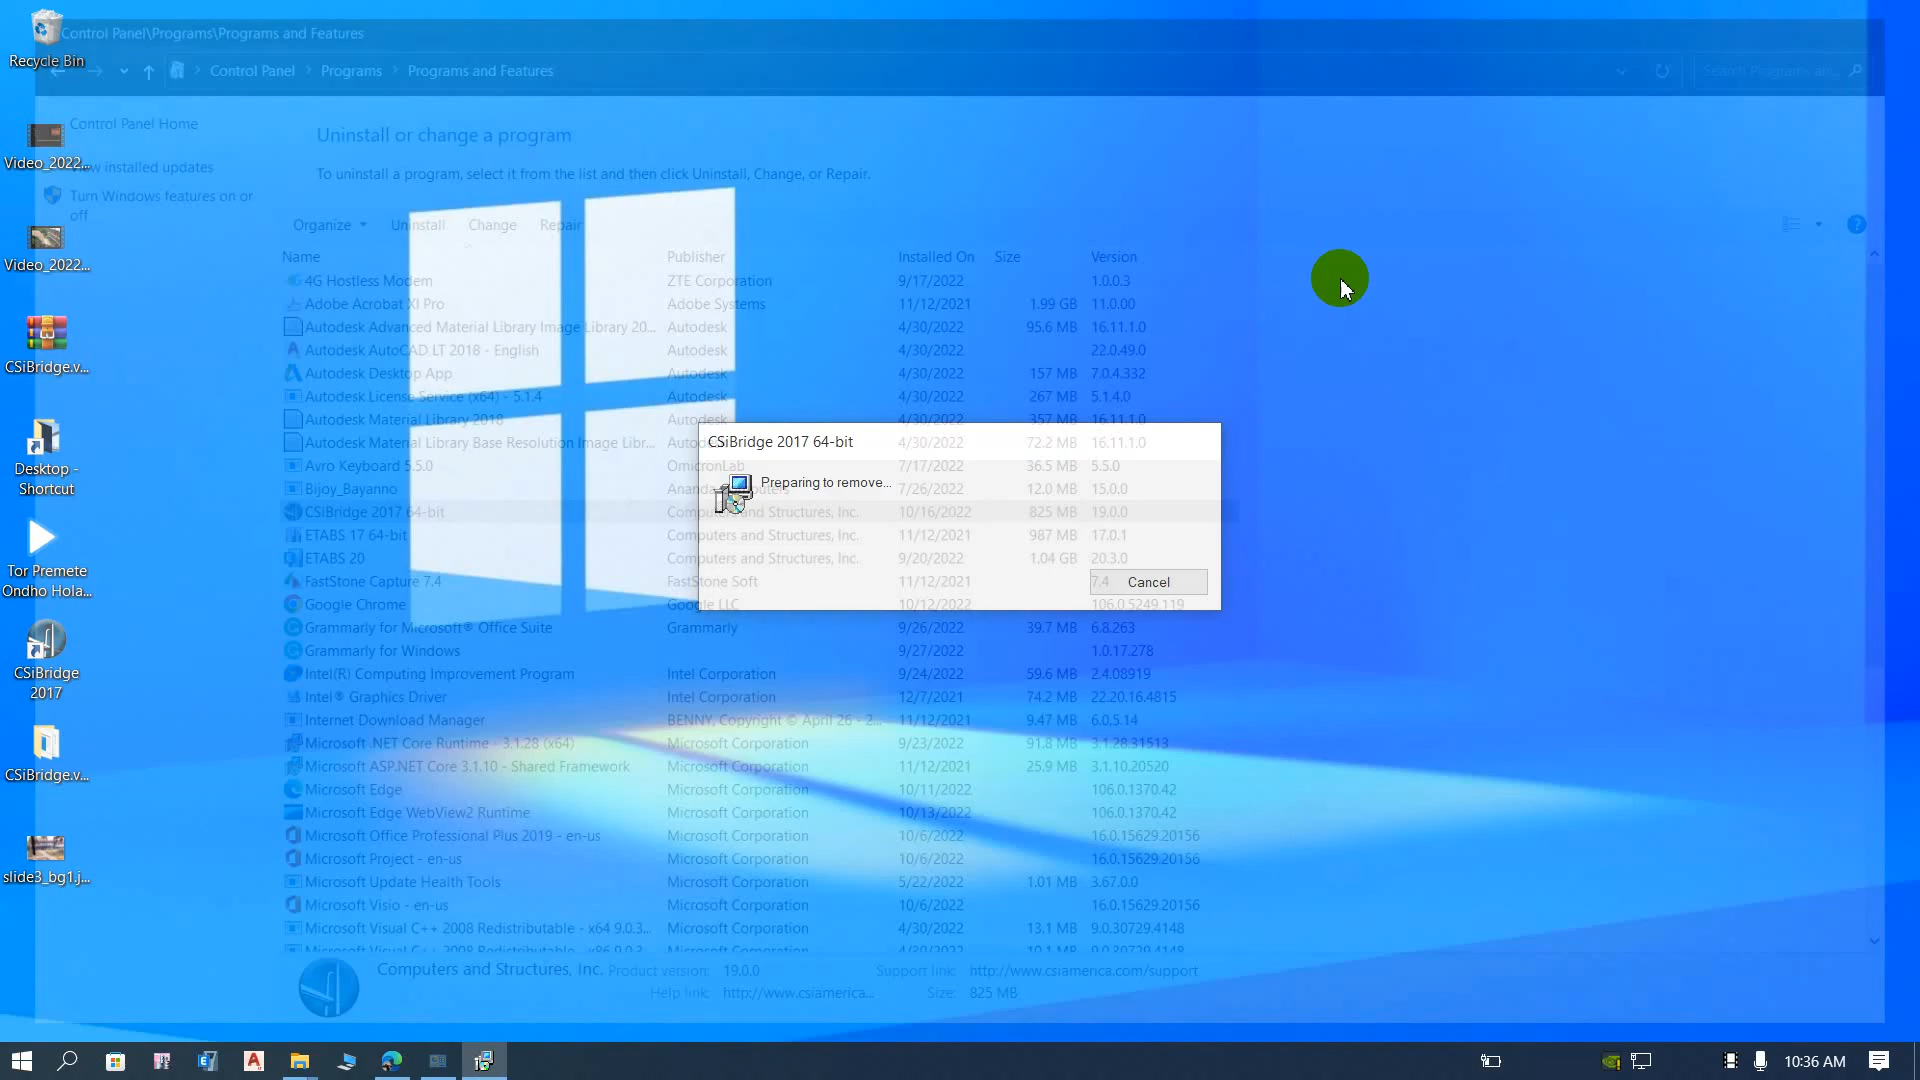 Control Panel\Programs\Programs and Features
Recycle Bin
Control Panel Programs Programs and Features
Search Programs an...
Control Panel Home
Uninstall or change a program
Video_2022...
View installed updates
To uninstall a program, select it from the list and then click Uninstall, Change, or Repair.
Turn Windows features on or
off
Organize Uninstall Change Repair
Video_2022...
Name Publisher Installed On Size Version
4G Hostless Modem ZTE Corporation 9/17/2022 1.0.0.3
Adobe Acrobat XI Pro Adobe Systems 11/12/2021 1.99 GB 11.0.00
Autodesk Advanced Material Library Image Library 20... Autodesk 4/30/2022 95.6 MB 16.11.1.0
Autodesk AutoCAD LT 2018 - English Autodesk 4/30/2022 22.0.49.0
CSiBridge.v...
Autodesk Desktop App Autodesk 4/30/2022 157 MB 7.0.4.332
Autodesk License Service (x64) - 5.1.4 Autodesk 4/30/2022 267 MB 5.1.4.0
Autodesk Material Library 2018 Autodesk 4/30/2022 357 MB 16.11.1.0
Autodesk Material Library Base Resolution Image Libr... 4/30/2022 72.2 MB 16.11.1.0
CSiBridge 2017 64-bit
Avro Keyboard 5.5.0 OmicronLab 7/17/2022 36.5 MB 5.5.0
Desktop -
Shortcut
Preparing to remove...
Bijoy_Bayanno Ananda Computers 7/26/2022 12.0 MB 15.0.0
CSiBridge 2017 64-bit Computers and Structures, Inc. 10/16/2022 825 MB 19.0.0
ETABS 17 64-bit Computers and Structures, Inc. 11/12/2021 987 MB 17.0.1
ETABS 20 Computers and Structures, Inc. 9/20/2022 1.04 GB 20.3.0
Tor Premete
Ondho Hola...
FastStone Capture 7.4 FastStone Soft 11/12/2021 7.4
Cancel
Google Chrome Google LLC 10/12/2022 106.0.5249.119
Grammarly for Microsoft® Office Suite Grammarly 9/26/2022 39.7 MB 6.8.263
Grammarly for Windows 9/27/2022 1.0.17.278
CSiBridge
2017
Intel(R) Computing Improvement Program Intel Corporation 9/24/2022 59.6 MB 2.4.08919
Intel® Graphics Driver Intel Corporation 12/7/2021 74.2 MB 22.20.16.4815
Internet Download Manager BENNY, Copyright © April 26 - 2... 11/12/2021 9.47 MB 6.0.5.14
Microsoft .NET Core Runtime - 3.1.28 (x64) Microsoft Corporation 9/23/2022 91.8 MB 3.1.28.31513
Microsoft ASP.NET Core 3.1.10 - Shared Framework Microsoft Corporation 11/12/2021 25.9 MB 3.1.10.20520
CSiBridge.v...
Microsoft Edge Microsoft Corporation 10/11/2022 106.0.1370.42
Microsoft Edge WebView2 Runtime Microsoft Corporation 10/13/2022 106.0.1370.42
Microsoft Office Professional Plus 2019 - en-us Microsoft Corporation 10/6/2022 16.0.15629.20156
Microsoft Project - en-us Microsoft Corporation 10/6/2022 16.0.15629.20156
slide3_bg1.j...
Microsoft Update Health Tools Microsoft Corporation 5/22/2022 1.01 MB 3.67.0.0
Microsoft Visio - en-us Microsoft Corporation 10/6/2022 16.0.15629.20156
Microsoft Visual C++ 2008 Redistributable - x64 9.0.3... Microsoft Corporation 4/30/2022 13.1 MB 9.0.30729.4148
Microsoft Visual C++ 2008 Redistributable - x86 9.0.3... Microsoft Corporation 4/30/2022 10.1 MB 9.0.30729.4148
Computers and Structures, Inc. Product version: 19.0.0 Support link: http://www.csiamerica.com/support
Help link: http://www.csiamerica... Size: 825 MB
10:36 AM